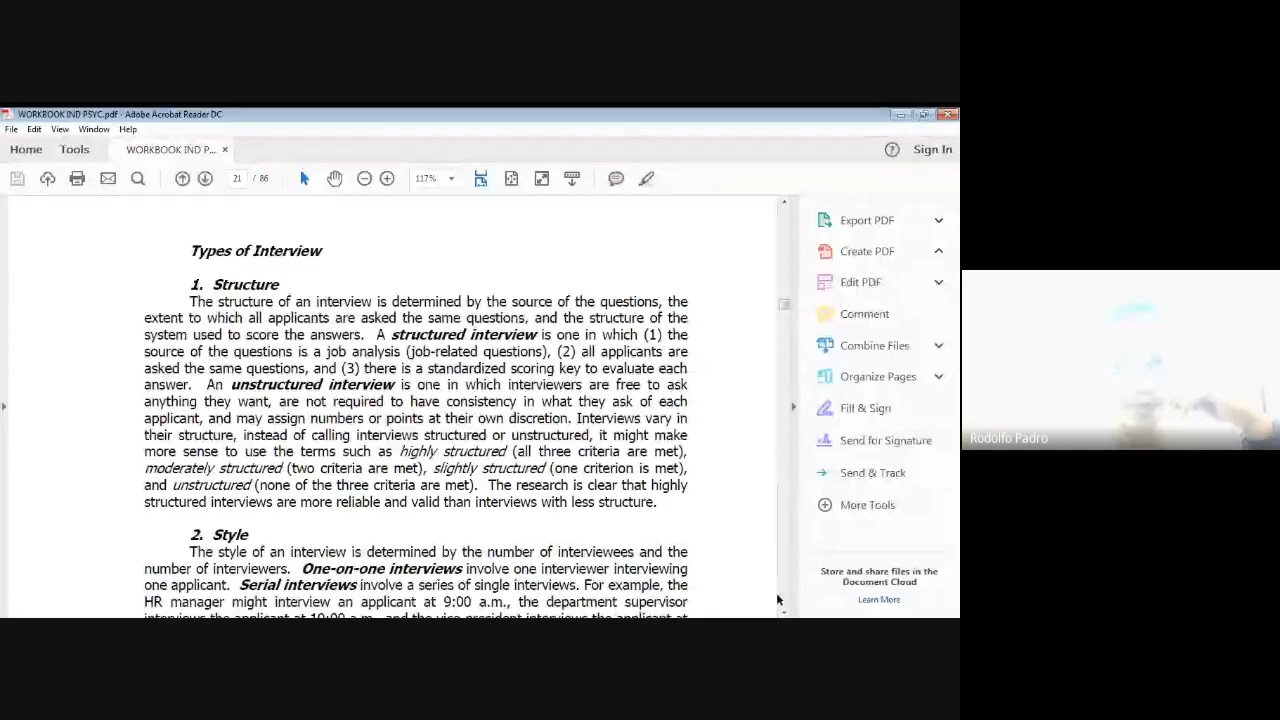 WORKBOOK IND PSYC.pdf - Adobe Acrobat Reader DC
File Edit View Window Help
Home Tools WORKBOOK IND P... × Sign In
21 / 86 117%
Types of Interview
1. Structure
The structure of an interview is determined by the source of the questions, the
extent to which all applicants are asked the same questions, and the structure of the
system used to score the answers. A structured interview is one in which (1) the
source of the questions is a job analysis (job-related questions), (2) all applicants are
asked the same questions, and (3) there is a standardized scoring key to evaluate each
answer. An unstructured interview is one in which interviewers are free to ask
anything they want, are not required to have consistency in what they ask of each
applicant, and may assign numbers or points at their own discretion. Interviews vary in
their structure, instead of calling interviews structured or unstructured, it might make
more sense to use the terms such as highly structured (all three criteria are met),
moderately structured (two criteria are met), slightly structured (one criterion is met),
and unstructured (none of the three criteria are met). The research is clear that highly
structured interviews are more reliable and valid than interviews with less structure.
2. Style
The style of an interview is determined by the number of interviewees and the
number of interviewers. One-on-one interviews involve one interviewer interviewing
one applicant. Serial interviews involve a series of single interviews. For example, the
HR manager might interview an applicant at 9:00 a.m., the department supervisor
interviews the applicant at 10:00 a.m., and the vice president interviews the applicant at
Export PDF
Create PDF
Edit PDF
Comment
Combine Files
Organize Pages
Fill & Sign
Send for Signature
Send & Track
More Tools
Store and share files in the
Document Cloud
Learn More
Rodolfo Padro